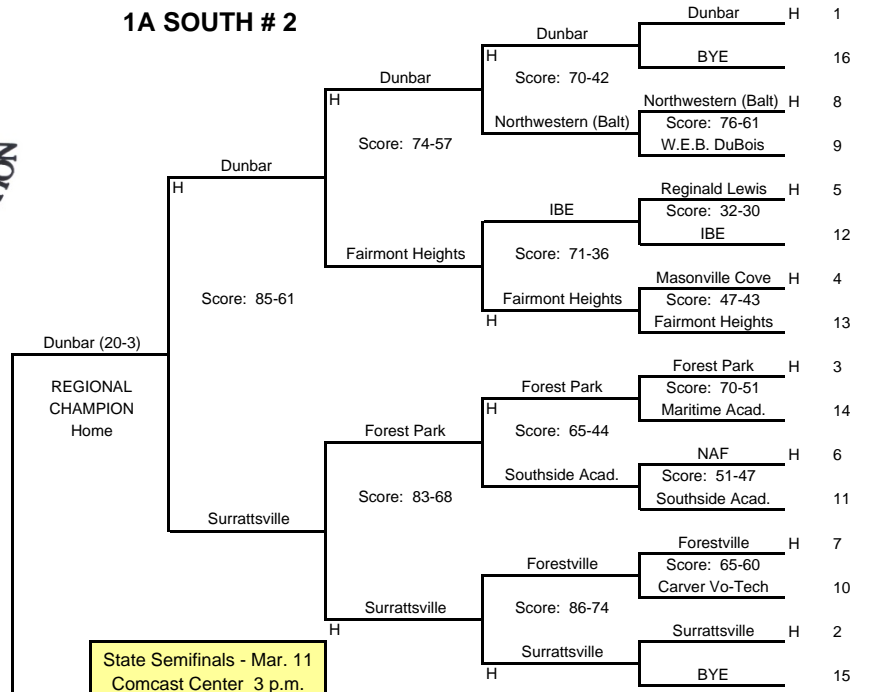 1A SOUTH # 2
Dunbar H 1
Dunbar
BYE 16
H
Score: 70-42
Dunbar
H
Northwestern (Balt) H 8
Score: 76-61
Northwestern (Balt)
W.E.B. DuBois 9
Score: 74-57
Dunbar
H
Reginald Lewis H 5
Score: 32-30
IBE
IBE 12
Score: 71-36
Fairmont Heights
Masonville Cove H 4
Score: 47-43
Fairmont Heights
Fairmont Heights 13
H
Score: 85-61
Dunbar (20-3)
REGIONAL
CHAMPION
Home
Forest Park H 3
Score: 70-51
Forest Park
Maritime Acad. 14
H
Score: 65-44
Forest Park
NAF H 6
Score: 51-47
Southside Acad.
Southside Acad. 11
Score: 83-68
Surrattsville
Forestville H 7
Score: 65-60
Forestville
Carver Vo-Tech 10
Score: 86-74
Surrattsville
H
Surrattsville H 2
Surrattsville
BYE 15
H
State Semifinals - Mar. 11
Comcast Center 3 p.m.